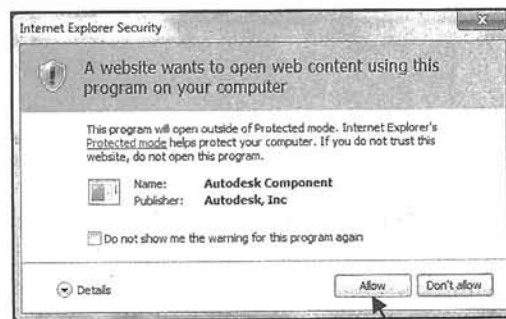 Internet Explorer Security
A website wants to open web content using this
program on your computer
This program will open outside of Protected mode. Internet Explorer's
Protected mode helps protect your computer. If you do not trust this
website, do not open this program.
Name: Autodesk Component
Publisher: Autodesk, Inc
Do not show me the warning for this program again
Details
Allow
Don't allow